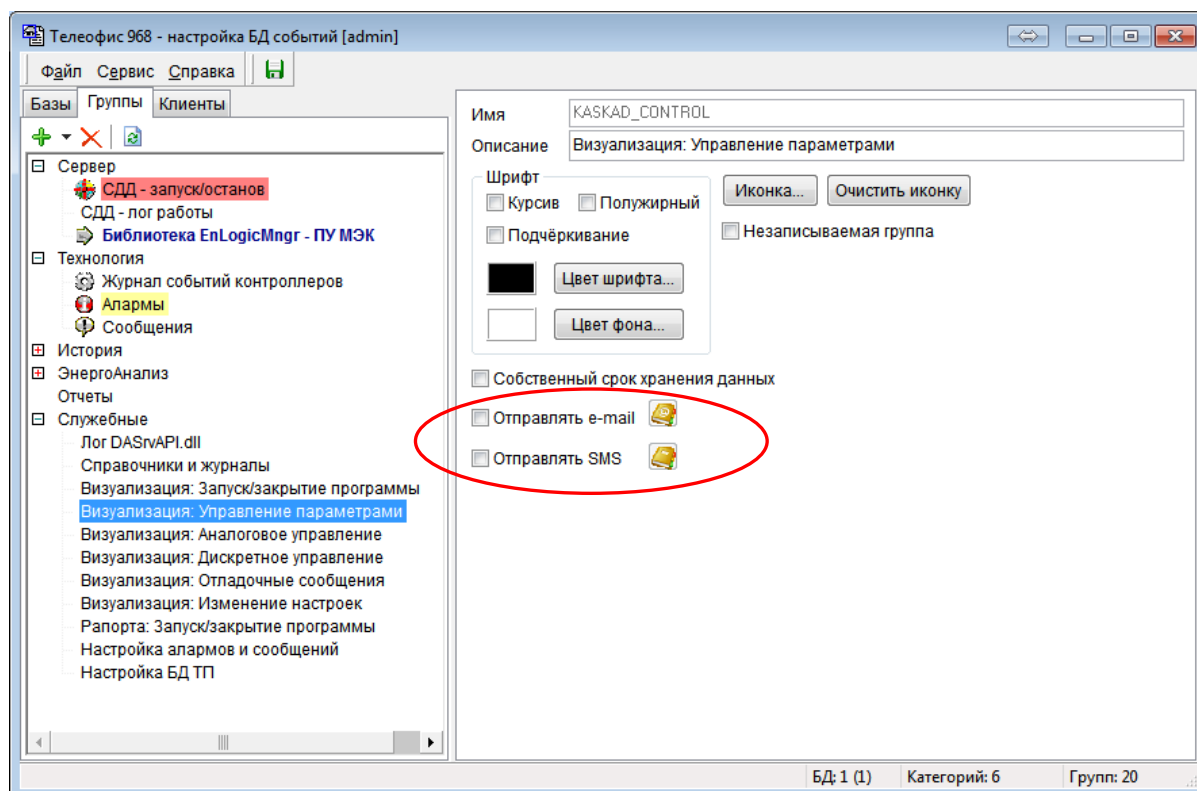 Телеофис 968 - настройка БД событий [admin]
Файл Сервис Справка
Базы Группы Клиенты
Сервер
СДД - запуск/останов
СДД - лог работы
Библиотека EnLogicMngr - ПУ МЭК
Технология
Журнал событий контроллеров
Алармы
Сообщения
История
ЭнергоАнализ
Отчеты
Служебные
Лог DASrvAPI.dll
Справочники и журналы
Визуализация: Запуск/закрытие программы
Визуализация: Управление параметрами
Визуализация: Аналоговое управление
Визуализация: Дискретное управление
Визуализация: Отладочные сообщения
Визуализация: Изменение настроек
Рапорта: Запуск/закрытие программы
Настройка алармов и сообщений
Настройка БД ТП
Имя KASKAD_CONTROL
Описание Визуализация: Управление параметрами
Шрифт
Курсив Полужирный
Иконка... Очистить иконку
Подчёркивание
Незаписываемая группа
Цвет шрифта...
Цвет фона...
Собственный срок хранения данных
Отправлять e-mail
Отправлять SMS
БД: 1 (1) Категорий: 6 Групп: 20